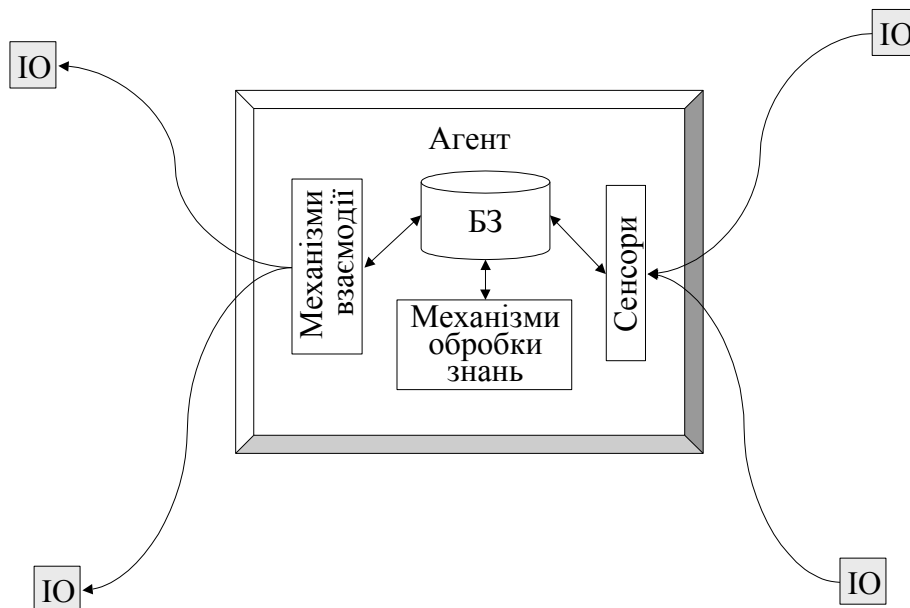 ІО
ІО
Агент
Механізми
взаємодії
БЗ
Сенсори
Механізми
обробки
знань
ІО
ІО